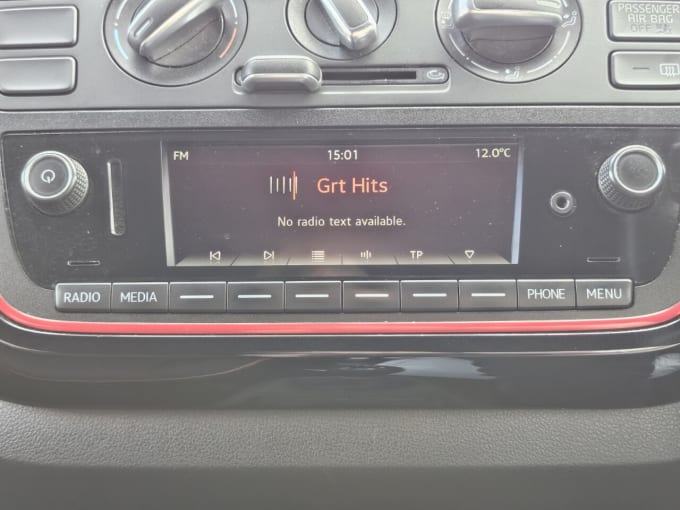 PASSENGER
AIR BAG
OFF
FM 15:01 12.0°C
Grt Hits
No radio text available.
TP
RADIO MEDIA PHONE MENU